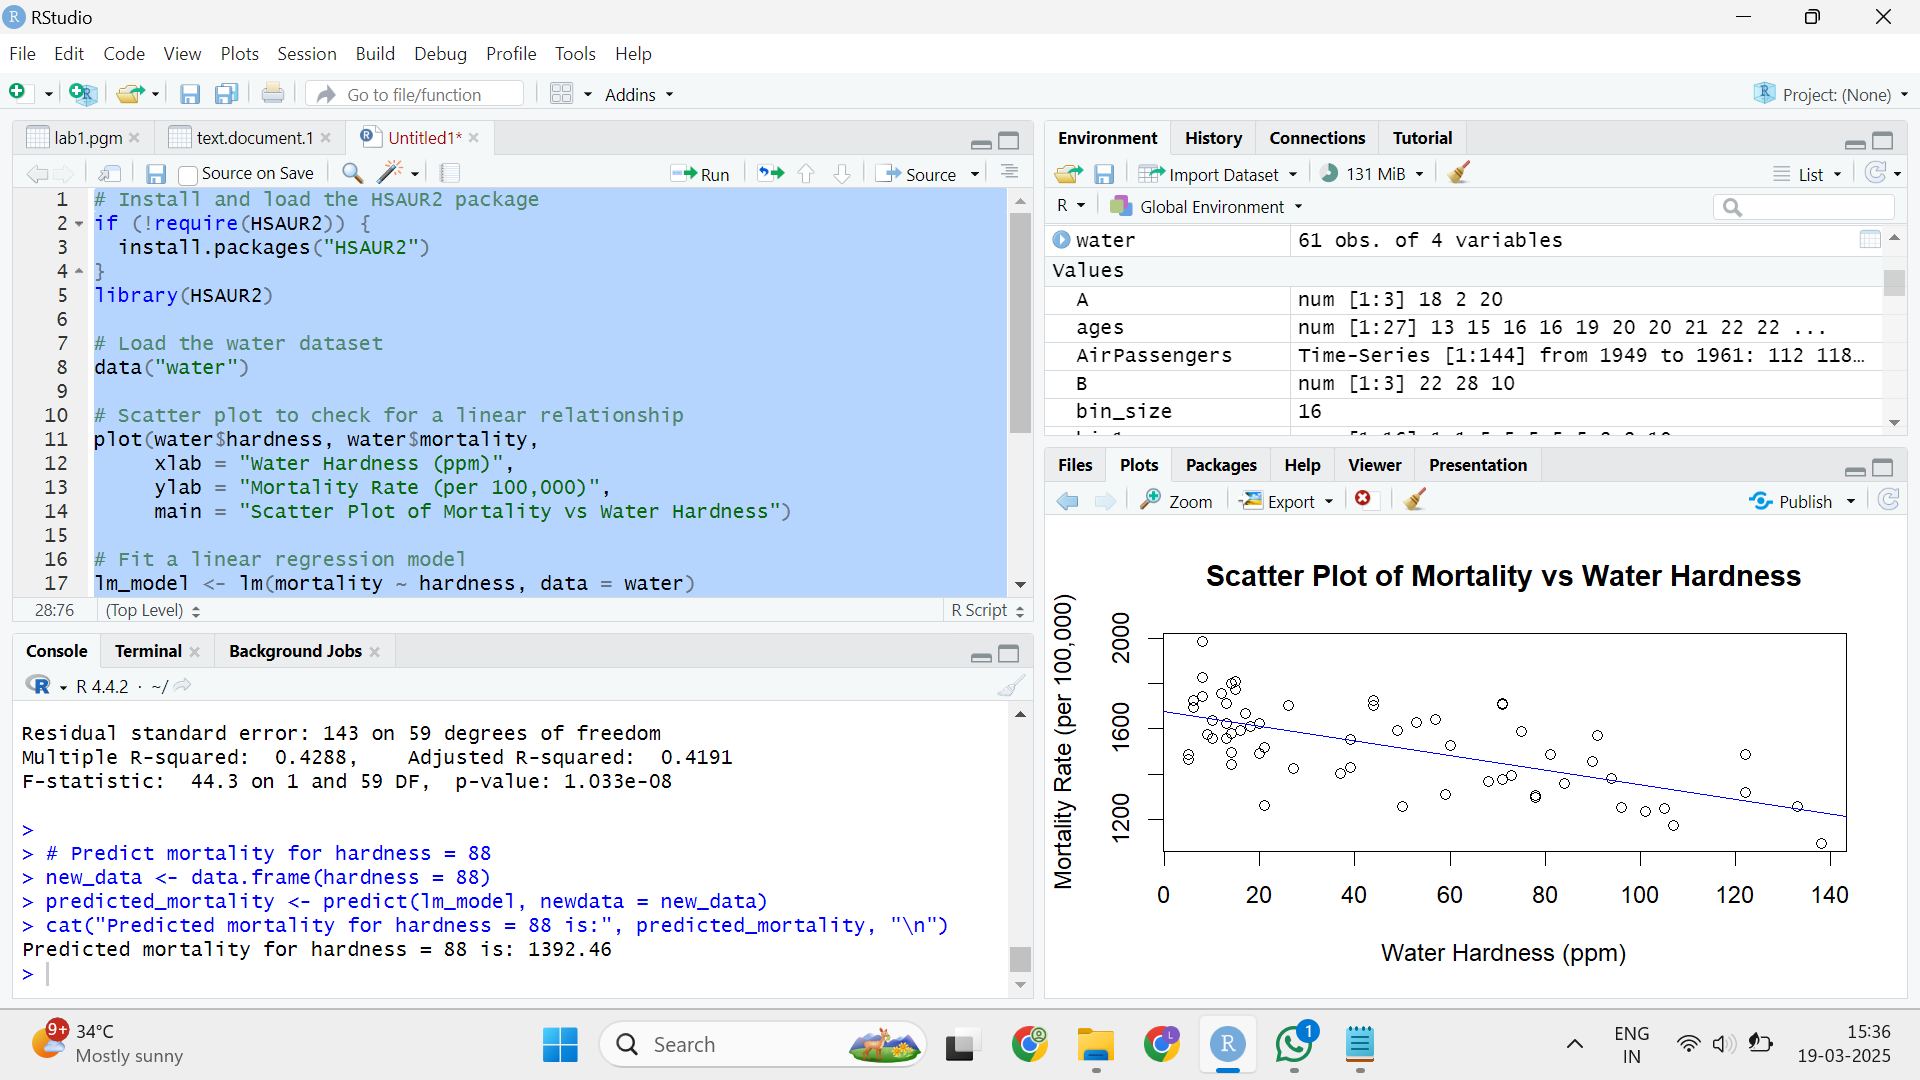 RStudio
File Edit Code View Plots Session Build Debug Profile Tools Help
Go to file/function Addins Project: (None)
lab1.pgm text.document.1 Untitled1*
Source on Save Run Source
1 # Install and load the HSAUR2 package
2 if (!require(HSAUR2)) {
3 install.packages("HSAUR2")
4 }
5 library(HSAUR2)
6
7 # Load the water dataset
8 data("water")
9
10 # Scatter plot to check for a linear relationship
11 plot(water$hardness, water$mortality,
12 xlab = "Water Hardness (ppm)",
13 ylab = "Mortality Rate (per 100,000)",
14 main = "Scatter Plot of Mortality vs Water Hardness")
15
16 # Fit a linear regression model
17 lm_model <- lm(mortality ~ hardness, data = water)
28:76 (Top Level) R Script
Console Terminal Background Jobs
R R 4.4.2 · ~/
Residual standard error: 143 on 59 degrees of freedom
Multiple R-squared: 0.4288, Adjusted R-squared: 0.4191
F-statistic: 44.3 on 1 and 59 DF, p-value: 1.033e-08
>
> # Predict mortality for hardness = 88
> new_data <- data.frame(hardness = 88)
> predicted_mortality <- predict(lm_model, newdata = new_data)
> cat("Predicted mortality for hardness = 88 is:", predicted_mortality, "\n")
Predicted mortality for hardness = 88 is: 1392.46
>
Environment History Connections Tutorial
Import Dataset 131 MiB List
R Global Environment
water 61 obs. of 4 variables
Values
A num [1:3] 18 2 20
ages num [1:27] 13 15 16 16 19 20 20 21 22 22 ...
AirPassengers Time-Series [1:144] from 1949 to 1961: 112 118…
B num [1:3] 22 28 10
bin_size 16
Files Plots Packages Help Viewer Presentation
Zoom Export Publish
Scatter Plot of Mortality vs Water Hardness
Mortality Rate (per 100,000)
2000
1600
1200
0 20 40 60 80 100 120 140
Water Hardness (ppm)
9+ 34°C
Mostly sunny
Search
L
R
1
ENG
IN
15:36
19-03-2025